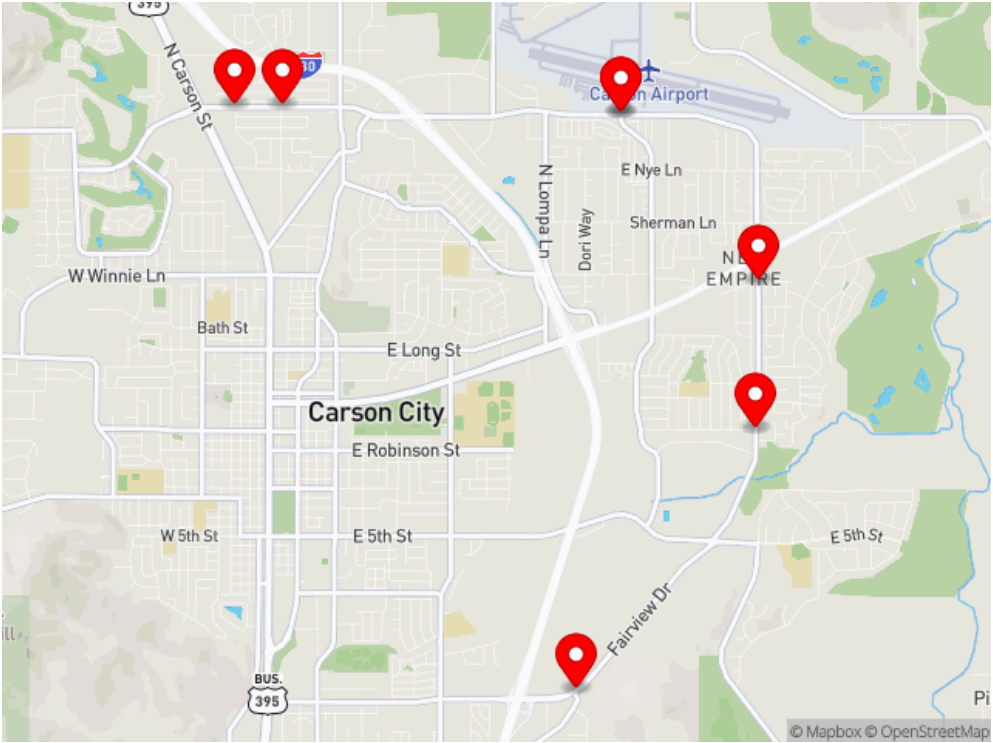 395
N Carson St
80
Carson Airport
E Nye Ln
N Lompa Ln
Dori Way
Sherman Ln
EMPIRE
W Winnie Ln
Bath St
E Long St
Carson City
E Robinson St
W 5th St
E 5th St
E 5th St
Fairview Dr
BUS.
395
© Mapbox © OpenStreetMap